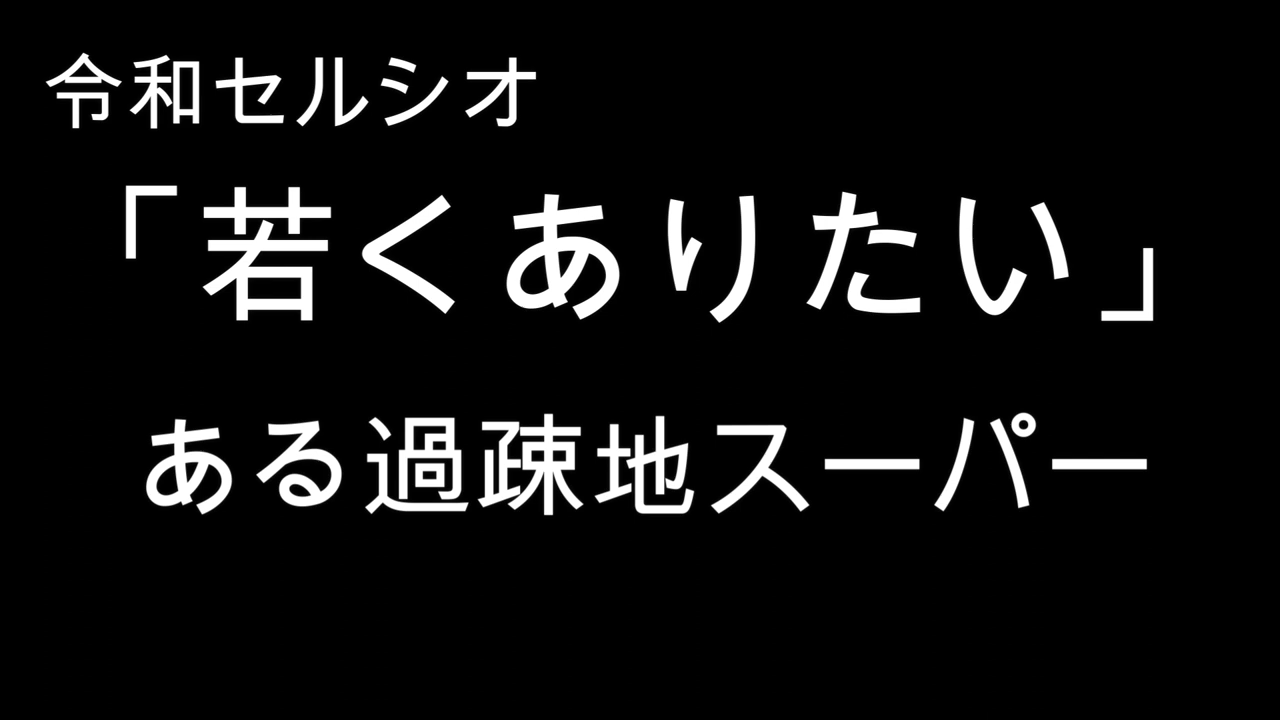 令和セルシオ
「若くありたい」
ある過疎地スーパー